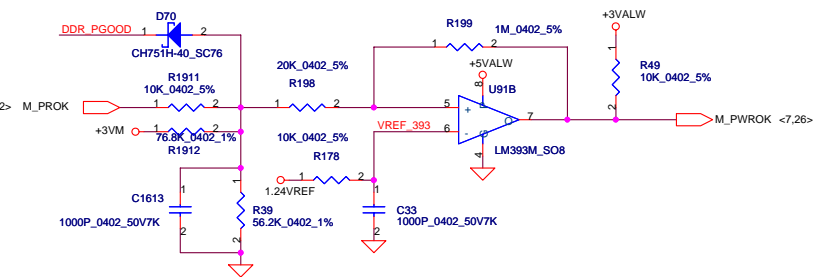 D70
DDR_PGOOD
1
2
CH751H-40_SC76
R199
1M_0402_5%
1
2
+3VALW
1
R49
10K_0402_5%
2
20K_0402_5%
R198
1
2
+5VALW
8
U91B
R1911
10K_0402_5%
2> M_PROK
1
2
5
+
P
O
7
M_PWROK <7,26>
VREF_393
6
-
G
4
LM393M_SO8
+3VM
1
2
76.8K_0402_1%
R1912
10K_0402_5%
R178
1
2
1.24VREF
C1613
1
2
1000P_0402_50V7K
1
R39
56.2K_0402_1%
2
1
C33
1000P_0402_50V7K
2